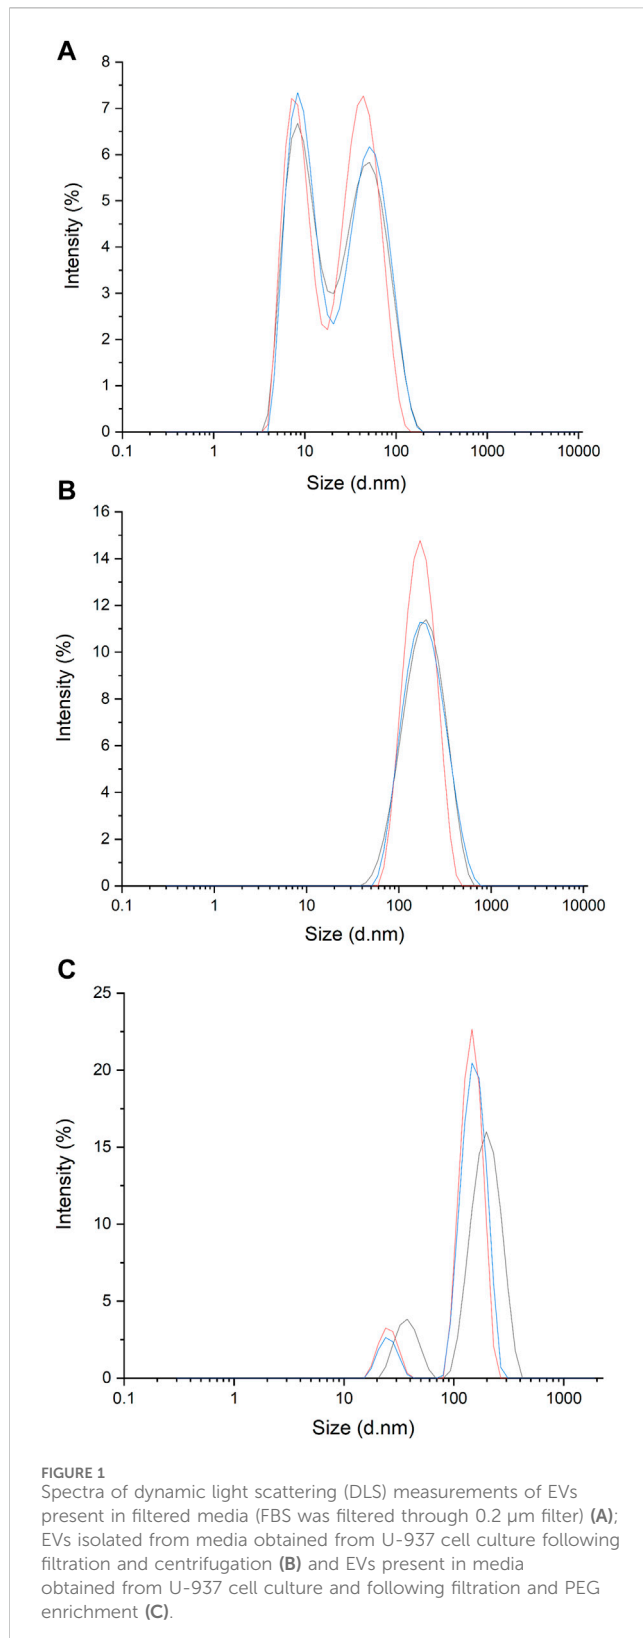 A
8
7
6
5
4
3
2
1
0
Intensity (%)
0.1 1 10 100 1000 10000
Size (d.nm)
B
16
14
12
10
8
6
4
2
0
Intensity (%)
0.1 1 10 100 1000 10000
Size (d.nm)
C
25
20
15
10
5
0
Intensity (%)
0.1 1 10 100 1000
Size (d.nm)
FIGURE 1
Spectra of dynamic light scattering (DLS) measurements of EVs
present in filtered media (FBS was filtered through 0.2 µm filter) (A);
EVs isolated from media obtained from U-937 cell culture following
filtration and centrifugation (B) and EVs present in media
obtained from U-937 cell culture and following filtration and PEG
enrichment (C).